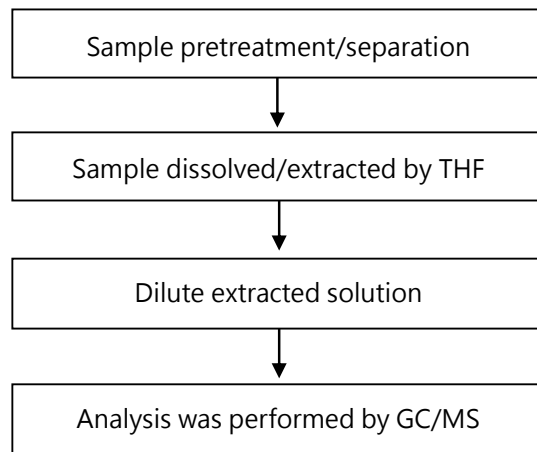 Sample pretreatment/separation
Sample dissolved/extracted by THF
Dilute extracted solution
Analysis was performed by GC/MS